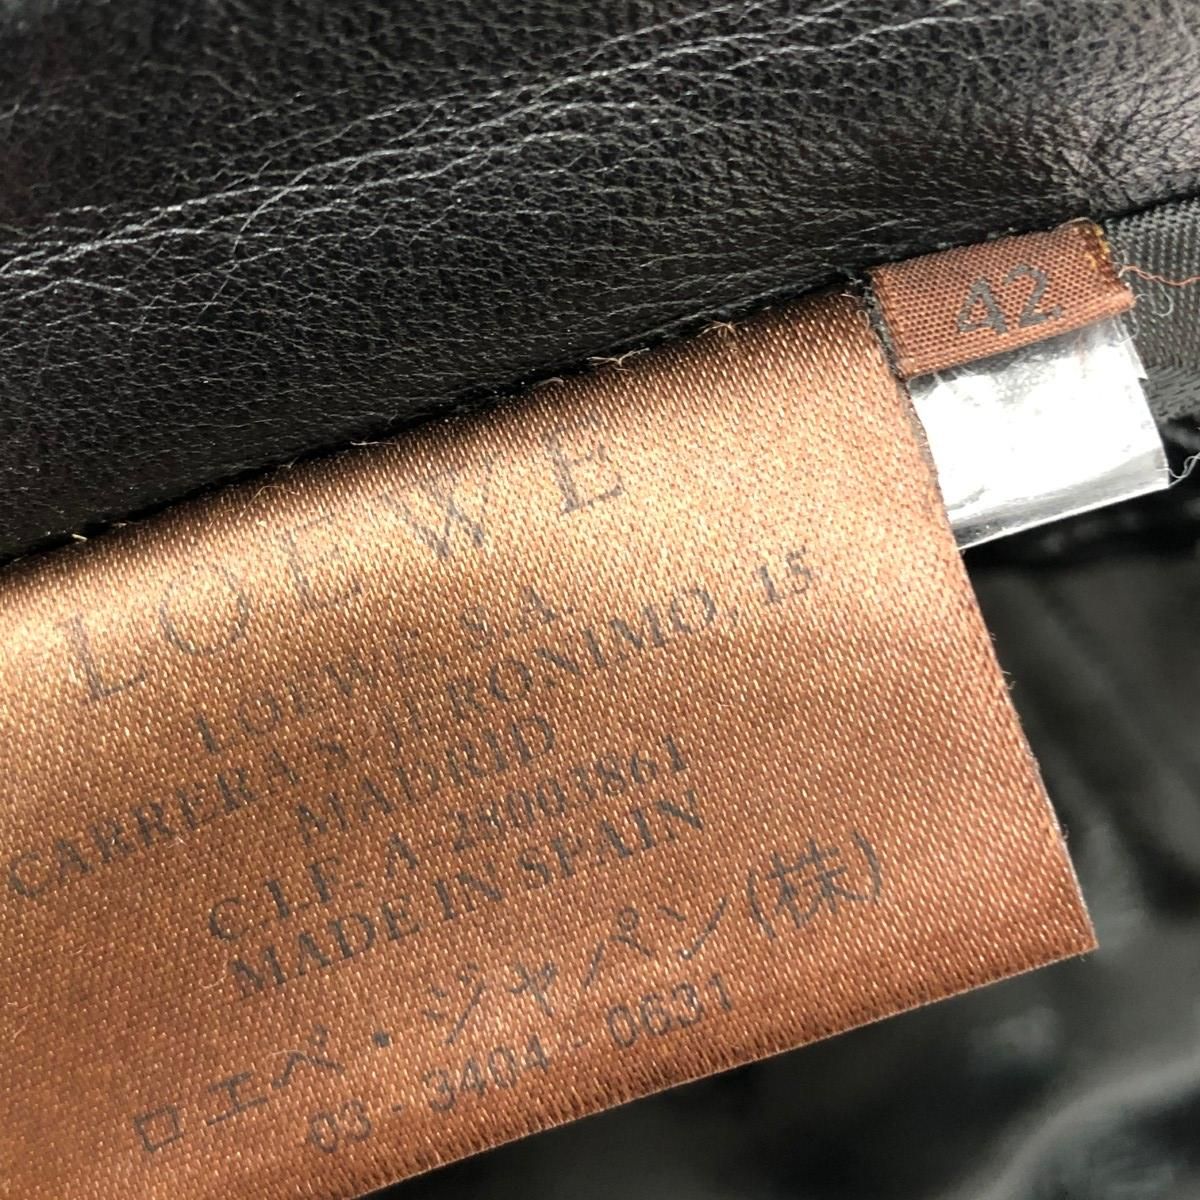 42
LOEWE
LOEWE. S.A.
CARRERA S. JERONIMO, 15
MADRID
C.I.F. A-28003861
MADE IN SPAIN
ロエベ・ジャパン(株)
03-3404-0631